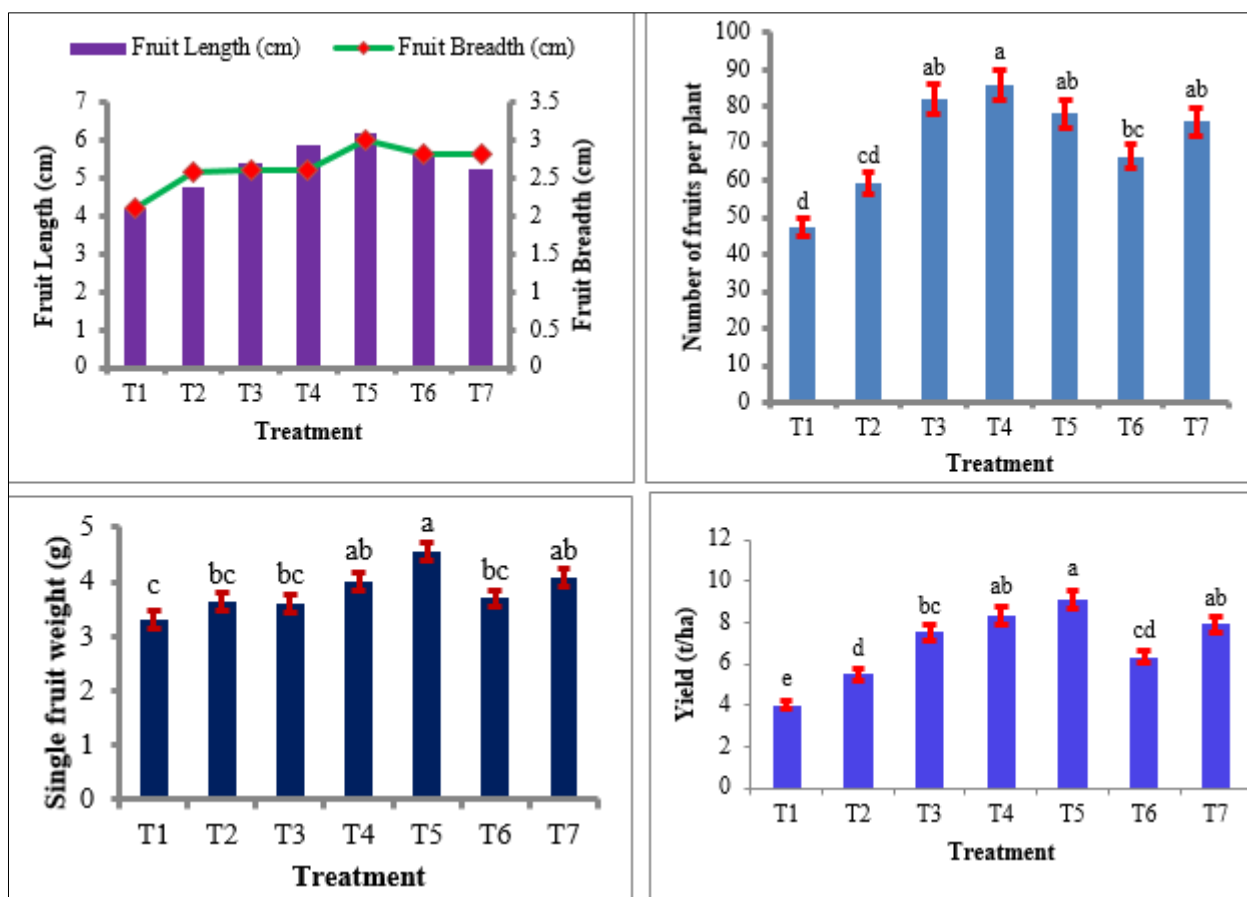 Fruit Length (cm) Fruit Breadth (cm)
Fruit Length (cm)
7
6
5
4
3
2
1
0
3.5
3
2.5
2
1.5
1
0.5
0
Fruit Breadth (cm)
T1 T2 T3 T4 T5 T6 T7
Treatment
Number of fruits per plant
100
90
80
70
60
50
40
30
20
10
0
d cd ab a ab bc ab
T1 T2 T3 T4 T5 T6 T7
Treatment
Single fruit weight (g)
5
4
3
2
1
0
c bc bc ab a bc ab
T1 T2 T3 T4 T5 T6 T7
Treatment
Yield (t/ha)
12
10
8
6
4
2
0
e d bc ab a cd ab
T1 T2 T3 T4 T5 T6 T7
Treatment